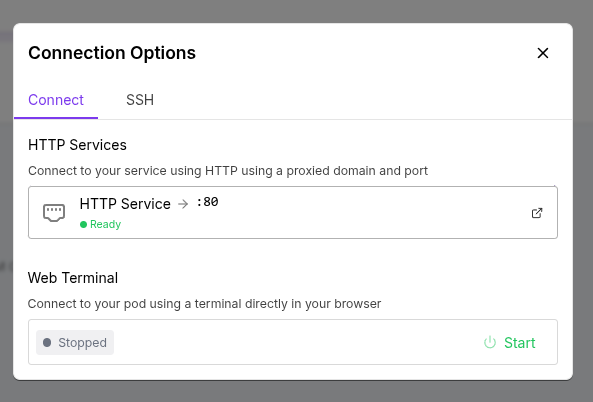 Connection Options
Connect SSH
HTTP Services
Connect to your service using HTTP using a proxied domain and port
HTTP Service → :80
Ready
Web Terminal
Connect to your pod using a terminal directly in your browser
Stopped Start